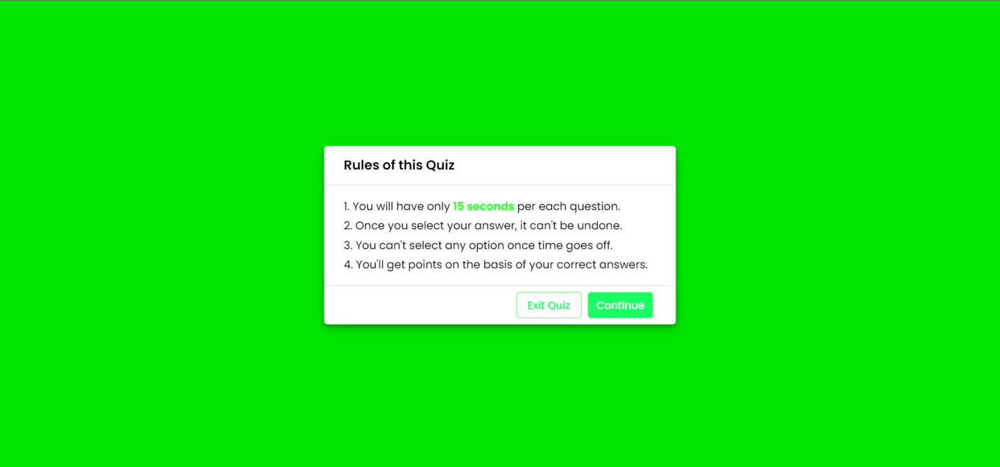 Rules of this Quiz
1. You will have only 15 seconds per each question.
2. Once you select your answer, it can't be undone.
3. You can't select any option once time goes off.
4. You'll get points on the basis of your correct answers.
Exit Quiz
Continue